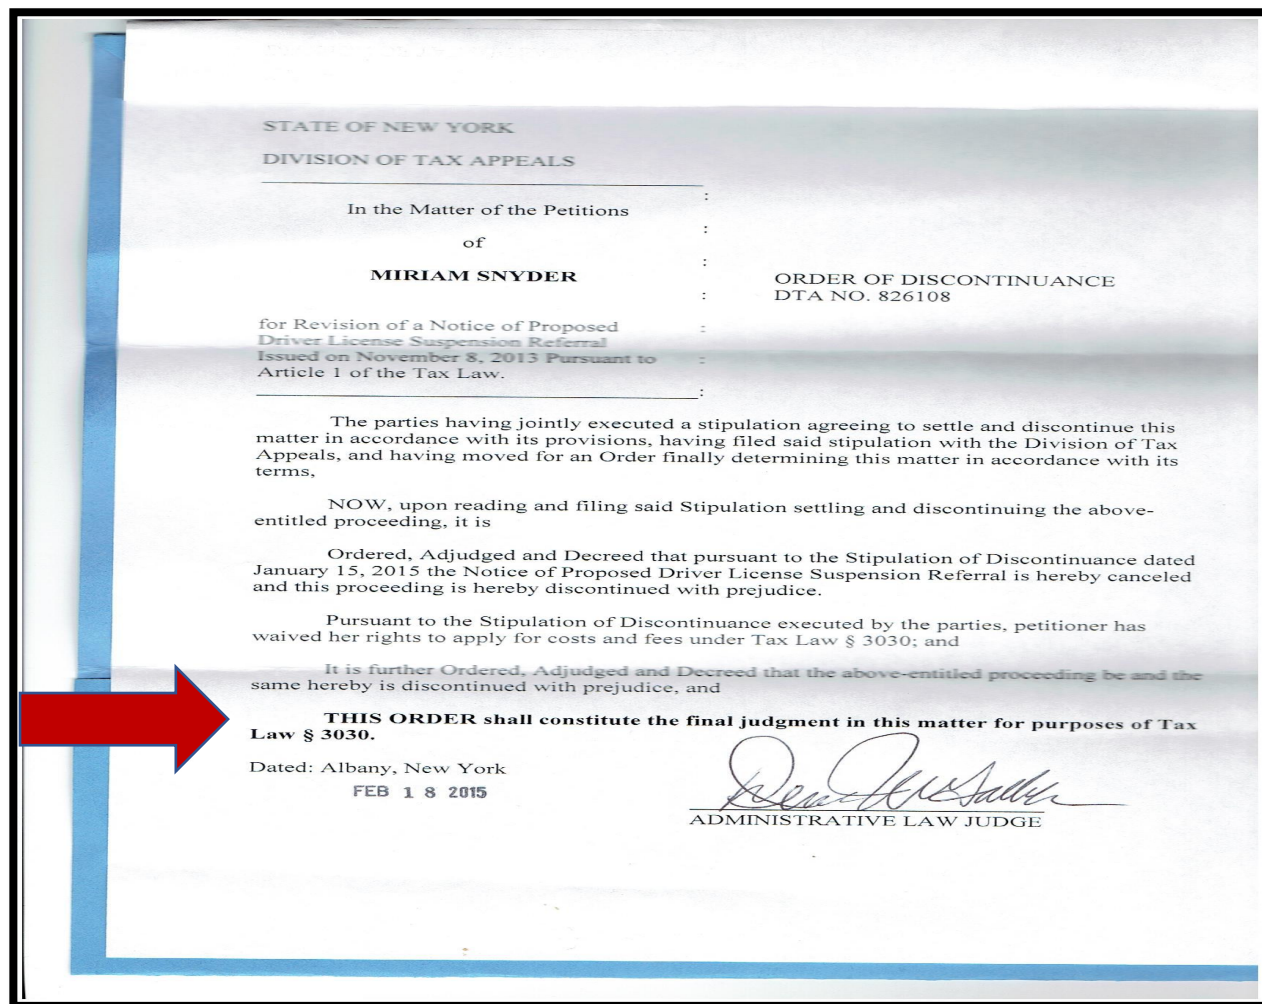 STATE OF NEW YORK
DIVISION OF TAX APPEALS
In the Matter of the Petitions
of
MIRIAM SNYDER
for Revision of a Notice of Proposed
Driver License Suspension Referral
Issued on November 8, 2013 Pursuant to
Article 1 of the Tax Law.
:
:
:
:
:
:
:
ORDER OF DISCONTINUANCE
DTA NO. 826108
The parties having jointly executed a stipulation agreeing to settle and discontinue this
matter in accordance with its provisions, having filed said stipulation with the Division of Tax
Appeals, and having moved for an Order finally determining this matter in accordance with its
terms,
NOW, upon reading and filing said Stipulation settling and discontinuing the above-
entitled proceeding, it is
Ordered, Adjudged and Decreed that pursuant to the Stipulation of Discontinuance dated
January 15, 2015 the Notice of Proposed Driver License Suspension Referral is hereby canceled
and this proceeding is hereby discontinued with prejudice.
Pursuant to the Stipulation of Discontinuance executed by the parties, petitioner has
waived her rights to apply for costs and fees under Tax Law § 3030; and
It is further Ordered, Adjudged and Decreed that the above-entitled proceeding be and the
same hereby is discontinued with prejudice, and
THIS ORDER shall constitute the final judgment in this matter for purposes of Tax
Law § 3030.
Dated: Albany, New York
FEB 18 2015
ADMINISTRATIVE LAW JUDGE